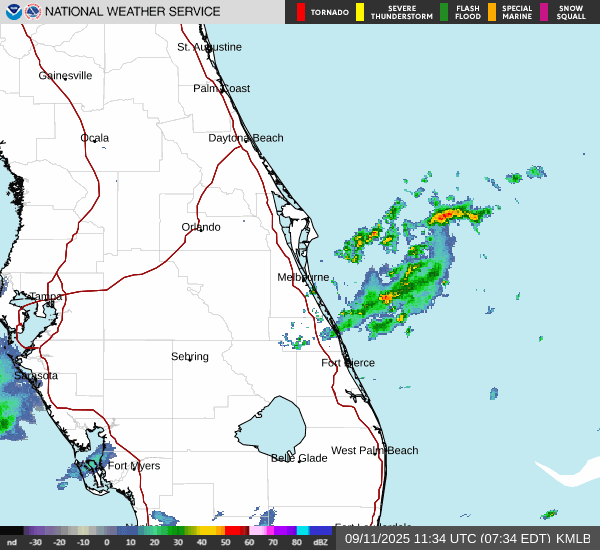 NATIONAL WEATHER SERVICE
TORNADO
SEVERE THUNDERSTORM
FLASH FLOOD
SPECIAL MARINE
SNOW SQUALL
St. Augustine
Gainesville
Palm Coast
Ocala
Daytona Beach
Orlando
Melbourne
Tampa
Sebring
Fort Pierce
Sarasota
West Palm Beach
Belle Glade
Fort Myers
nd -30 -20 -10 0 10 20 30 40 50 60 70 80 dBZ
09/11/2025 11:34 UTC (07:34 EDT) KMLB